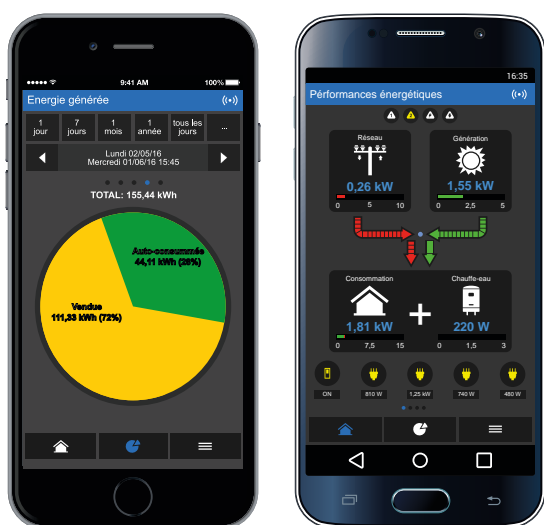 9:41 AM
100%
Energie générée
1 jour
7 jours
1 mois
1 année
tous les jours
...
Lundi 02/05/16
Mercredi 01/06/16 15:45
TOTAL: 155,44 kWh
Auto-consummée
44,11 kWh (28%)
Vendue
111,33 kWh (72%)
16:35
Pérformances énergétiques
Réseau
0,26 kW
0 5 10
Génération
1,55 kW
0 2,5 5
Consommation
1,81 kW
0 7,5 15
+
Chauffe-eau
220 W
0 1,5 3
ON
810 W
1,25 kW
740 W
480 W